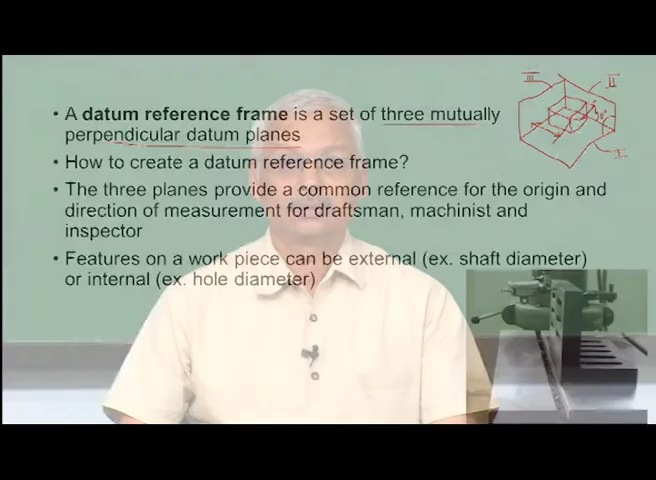 III
II
• A datum reference frame is a set of three mutually
perpendicular datum planes
I
• How to create a datum reference frame?
• The three planes provide a common reference for the origin and
direction of measurement for draftsman, machinist and
inspector
• Features on a work piece can be external (ex. shaft diameter)
or internal (ex. hole diameter)